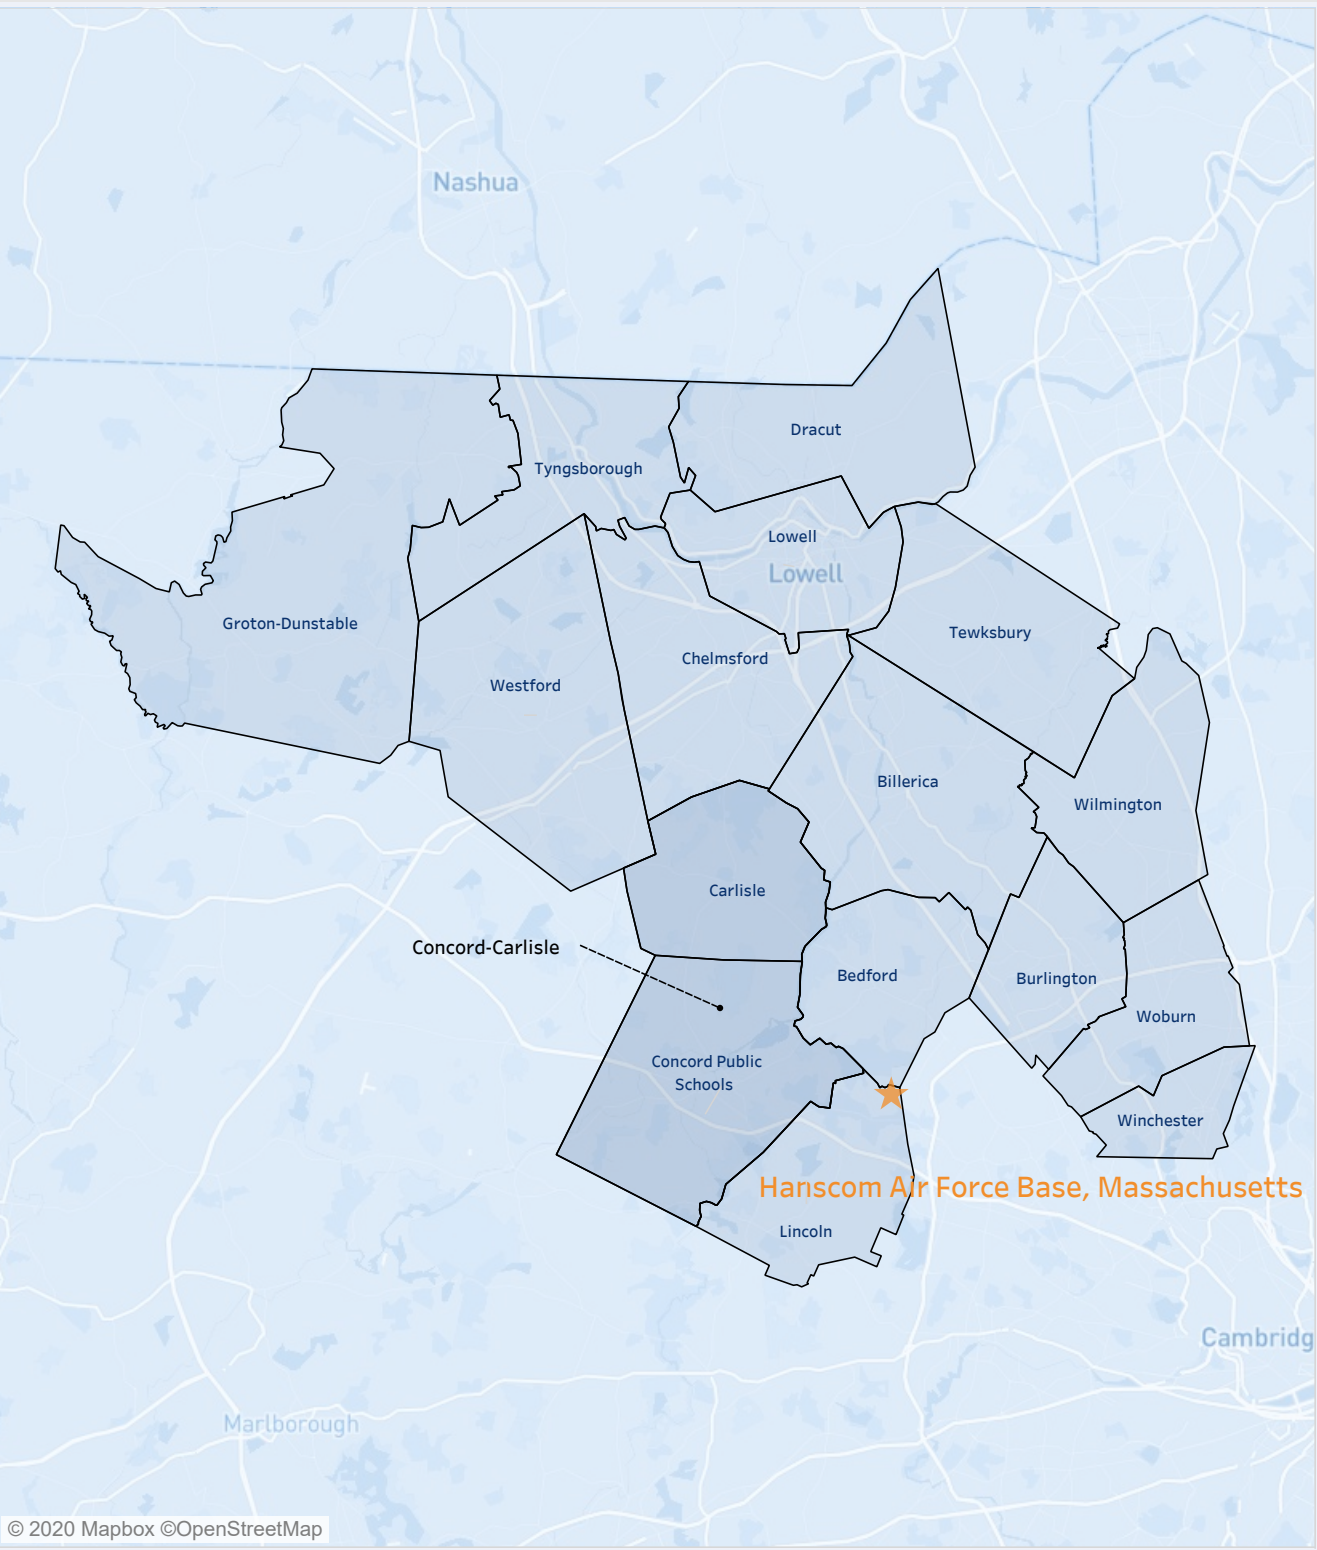 Nashua
Dracut
Tyngsborough
Lowell
Lowell
Groton-Dunstable
Tewksbury
Chelmsford
Westford
Billerica
Wilmington
Carlisle
Concord-Carlisle
Bedford
Burlington
Woburn
Concord Public
Schools
Winchester
Hanscom Air Force Base, Massachusetts
Lincoln
Cambridg
Marlborough
© 2020 Mapbox ©OpenStreetMap